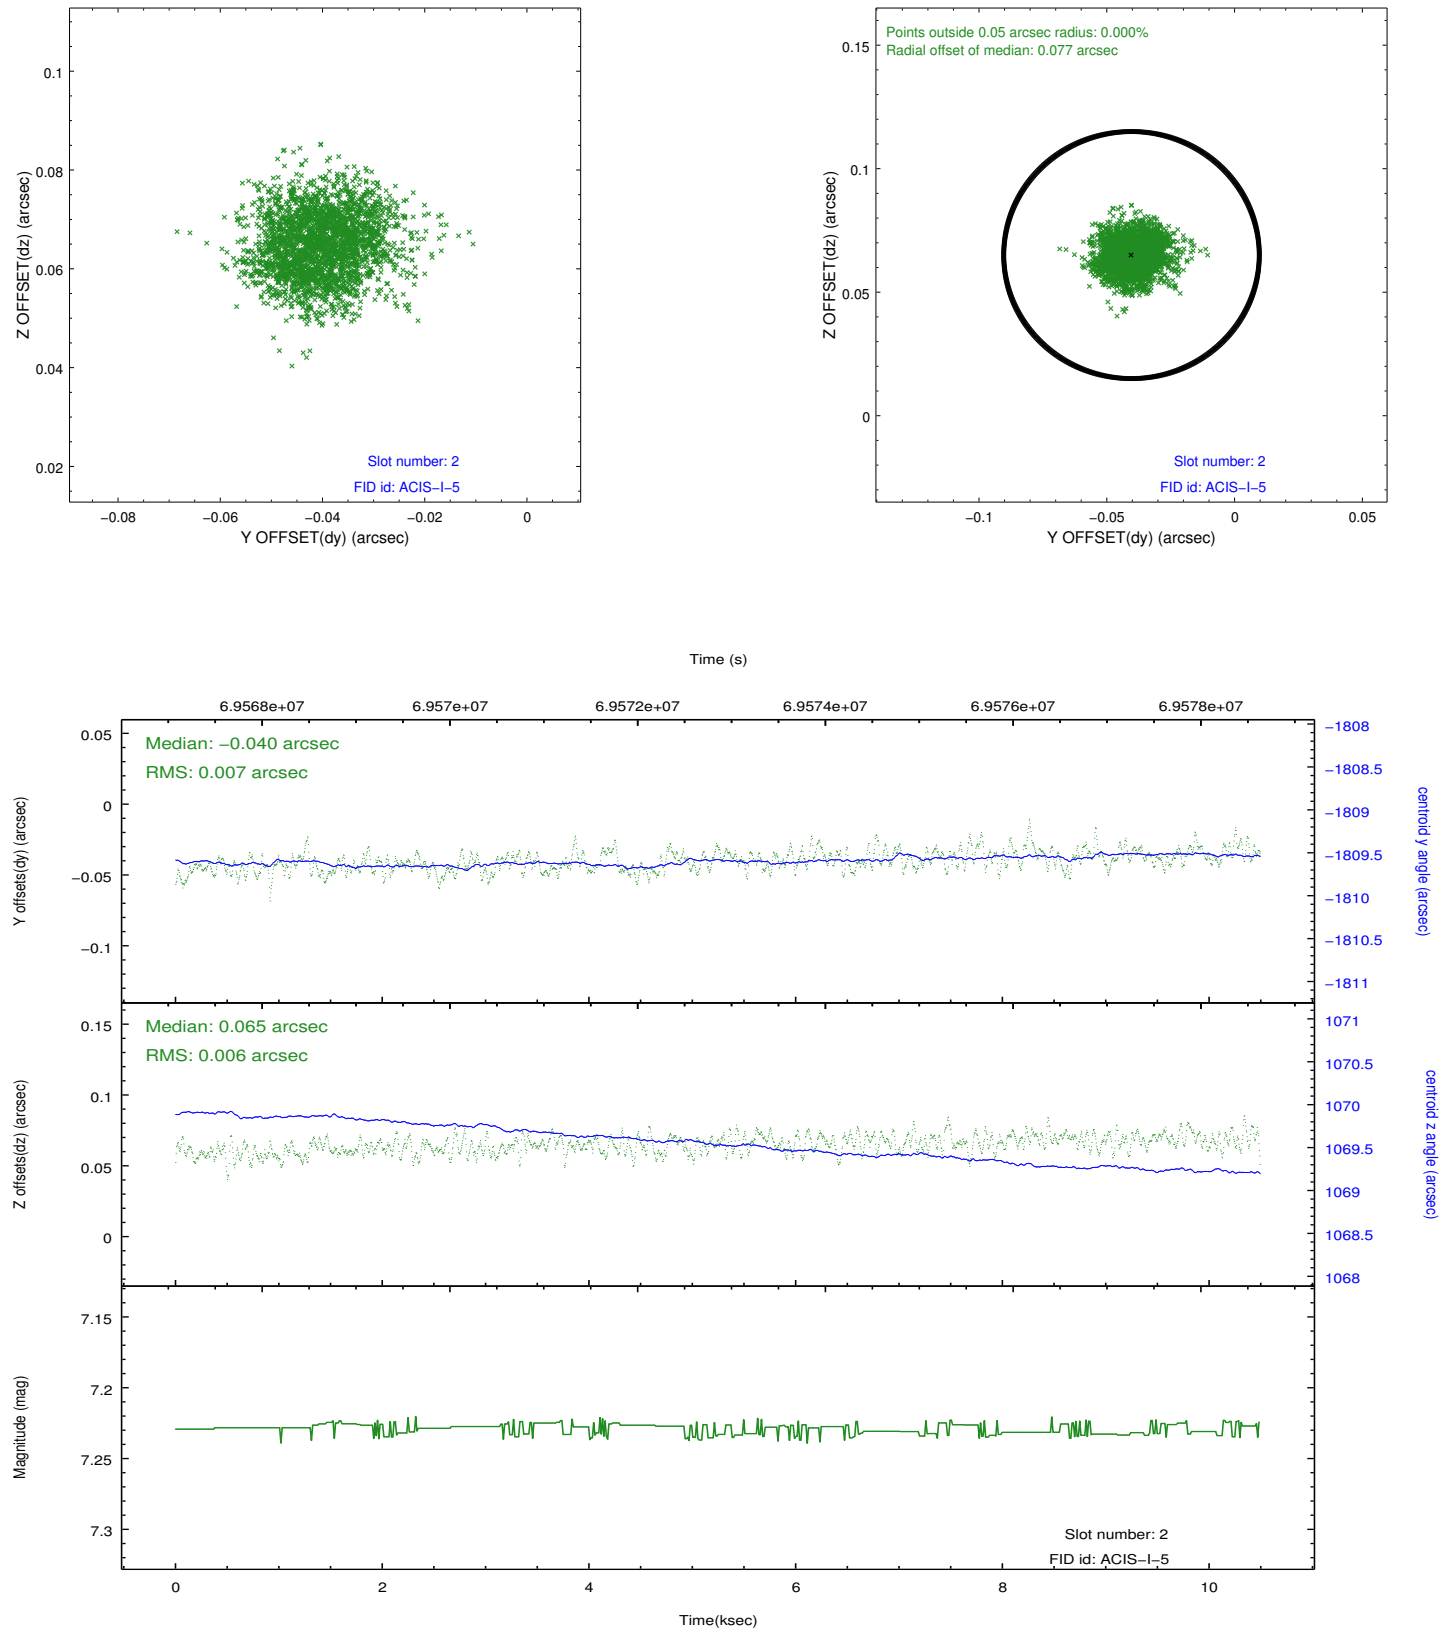 0.1
0.08
0.06
0.04
0.02
Z OFFSET(dz) (arcsec)
Slot number: 2
FID id: ACIS−I−5
−0.08
−0.06
−0.04
−0.02
0
Y OFFSET(dy) (arcsec)
Points outside 0.05 arcsec radius: 0.000%
Radial offset of median: 0.077 arcsec
0.15
0.1
0.05
0
Z OFFSET(dz) (arcsec)
Slot number: 2
FID id: ACIS−I−5
−0.1
−0.05
0
0.05
Y OFFSET(dy) (arcsec)
Time (s)
6.9568e+07
6.957e+07
6.9572e+07
6.9574e+07
6.9576e+07
6.9578e+07
Median: −0.040 arcsec
RMS: 0.007 arcsec
0.05
0
−0.05
−0.1
Y offsets(dy) (arcsec)
−1808
−1808.5
−1809
−1809.5
−1810
−1810.5
−1811
centroid y angle (arcsec)
Median: 0.065 arcsec
RMS: 0.006 arcsec
0.15
0.1
0.05
0
Z offsets(dz) (arcsec)
1071
1070.5
1070
1069.5
1069
1068.5
1068
centroid z angle (arcsec)
7.15
7.2
7.25
7.3
Magnitude (mag)
Slot number: 2
FID id: ACIS−I−5
0
2
4
6
8
10
Time(ksec)